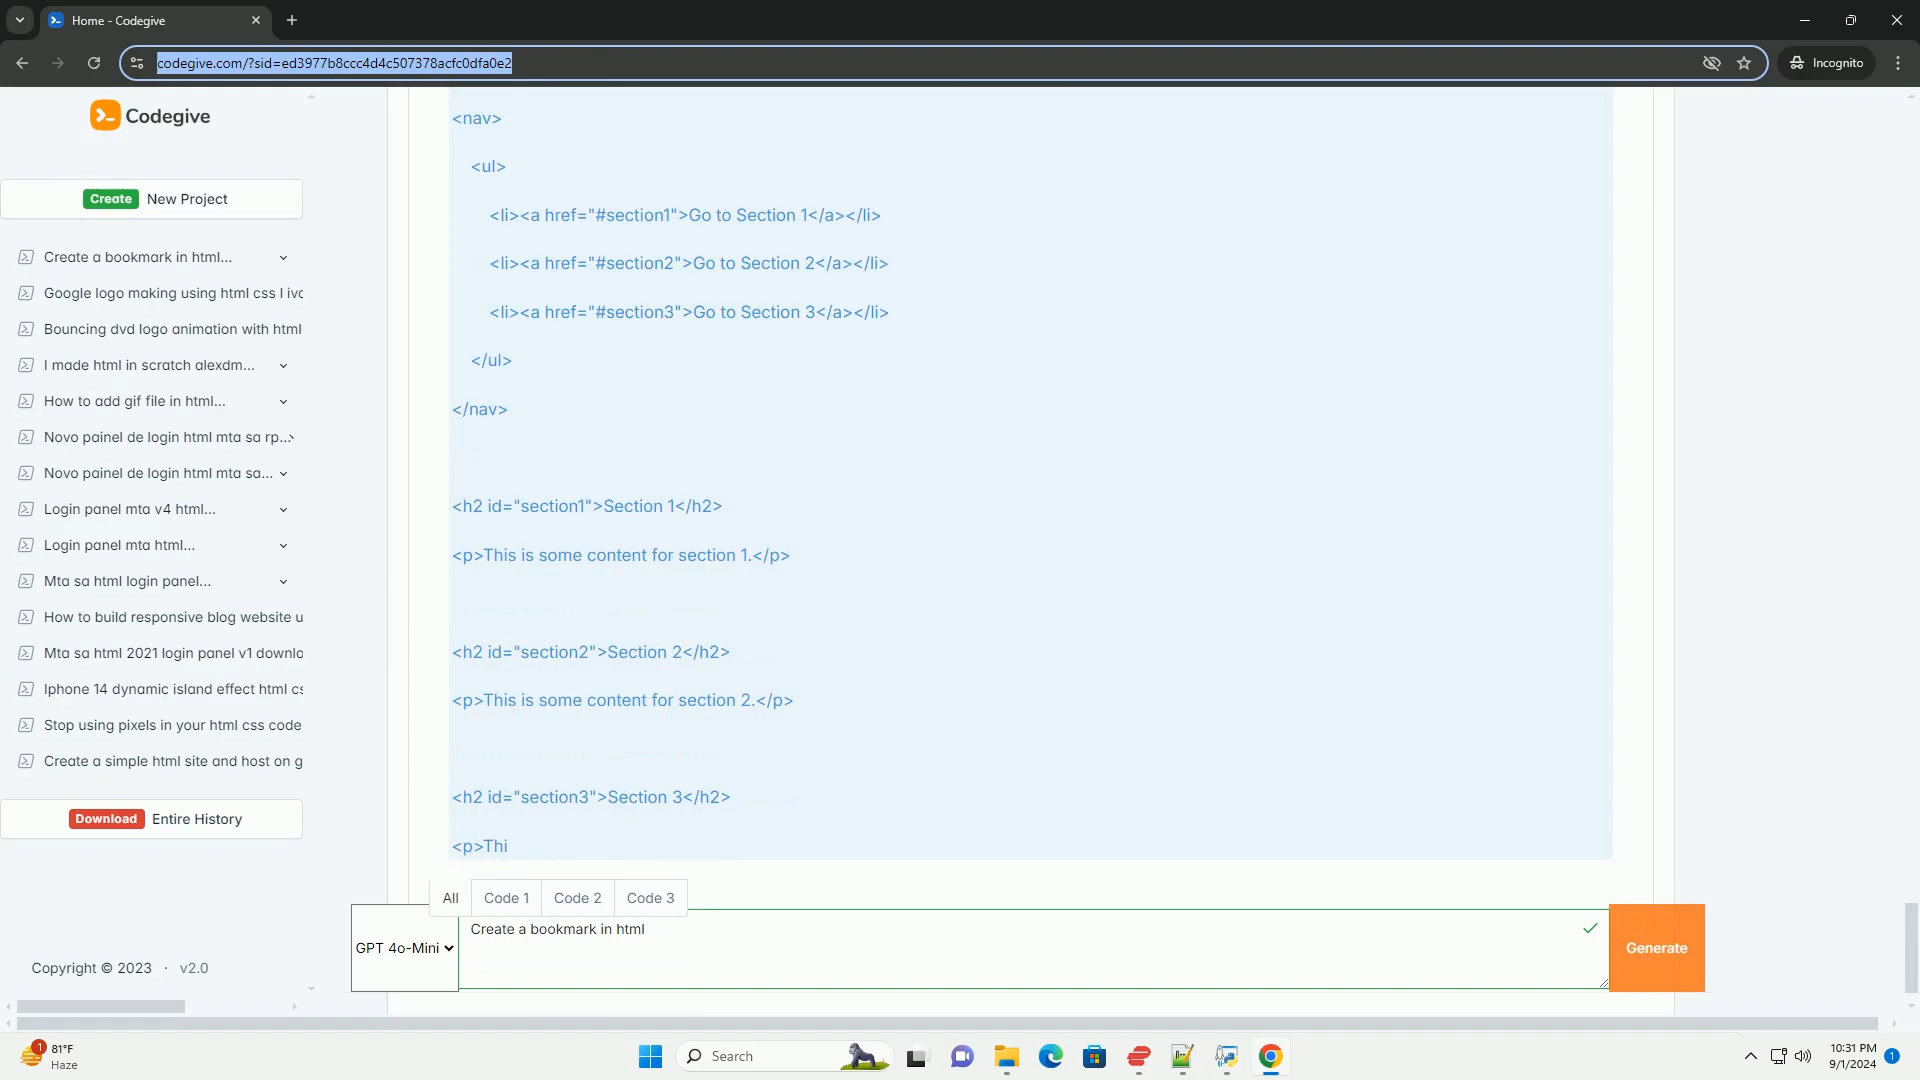 Home - Codegive
codegive.com/?sid=ed3977b8ccc4d4c507378acfc0dfa0e2
Incognito
Codegive
Create New Project
Create a bookmark in html...
Google logo making using html css I ivc
Bouncing dvd logo animation with html
I made html in scratch alexdm...
How to add gif file in html...
Novo painel de login html mta sa rp...
Novo painel de login html mta sa...
Login panel mta v4 html...
Login panel mta html...
Mta sa html login panel...
How to build responsive blog website u
Mta sa html 2021 login panel v1 downlo
Iphone 14 dynamic island effect html cs
Stop using pixels in your html css code
Create a simple html site and host on g
Download Entire History
Copyright © 2023 · v2.0
<nav>
<ul>
<li><a href="#section1">Go to Section 1</a></li>
<li><a href="#section2">Go to Section 2</a></li>
<li><a href="#section3">Go to Section 3</a></li>
</ul>
</nav>
<h2 id="section1">Section 1</h2>
<p>This is some content for section 1.</p>
<h2 id="section2">Section 2</h2>
<p>This is some content for section 2.</p>
<h2 id="section3">Section 3</h2>
<p>Thi
All Code 1 Code 2 Code 3
GPT 4o-Mini
Create a bookmark in html
Generate
1
81°F
Haze
Search
10:31 PM
9/1/2024
1